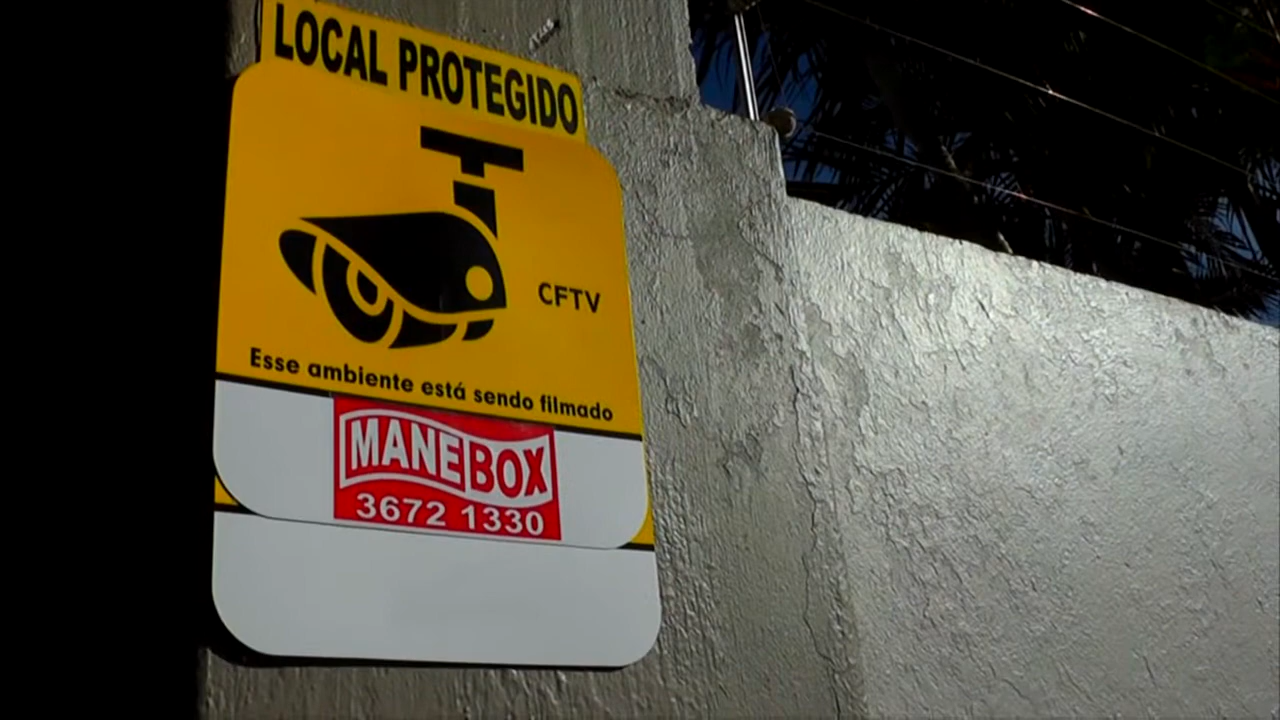 LOCAL PROTEGIDO
CFTV
Esse ambiente está sendo filmado
MANEBOX
3672 1330